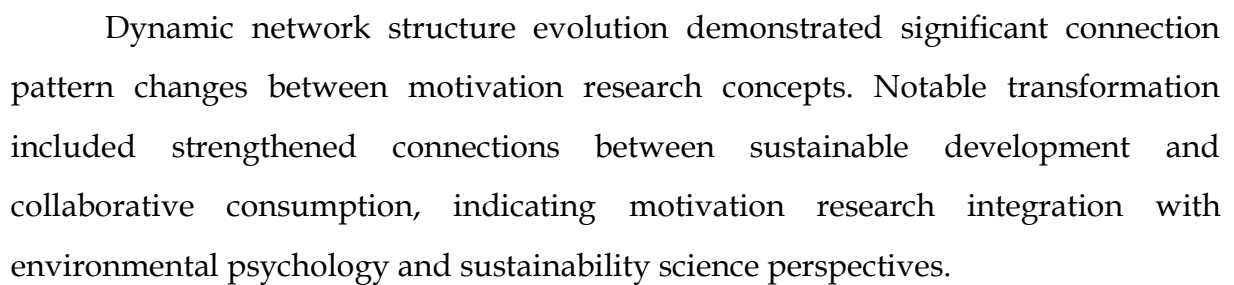 Dynamic network structure evolution demonstrated significant connection
pattern changes between motivation research concepts. Notable transformation
included strengthened connections between sustainable development and
collaborative consumption, indicating motivation research integration with
environmental psychology and sustainability science perspectives.